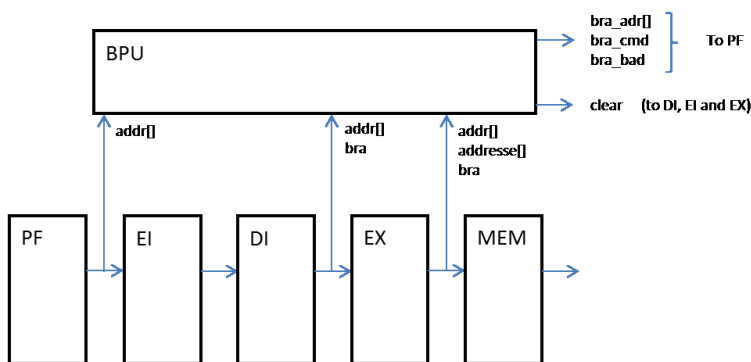 BPU
bra_adr[]
bra_cmd
bra_bad
To PF
clear (to DI, EI and EX)
addr[]
addr[]
bra
addr[]
addresse[]
bra
PF
EI
DI
EX
MEM